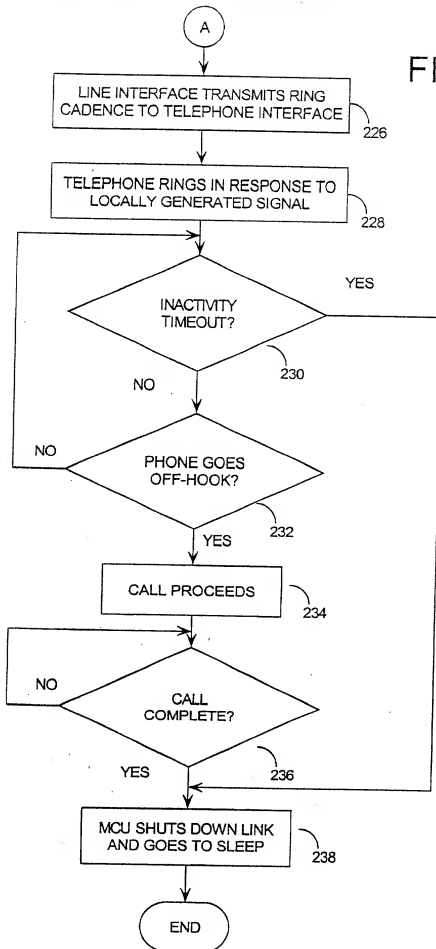 A
FI
LINE INTERFACE TRANSMITS RING
CADENCE TO TELEPHONE INTERFACE
226
TELEPHONE RINGS IN RESPONSE TO
LOCALLY GENERATED SIGNAL
228
YES
INACTIVITY
TIMEOUT?
230
NO
NO
PHONE GOES
OFF-HOOK?
232
YES
CALL PROCEEDS
234
NO
CALL
COMPLETE?
236
YES
MCU SHUTS DOWN LINK
AND GOES TO SLEEP
238
END